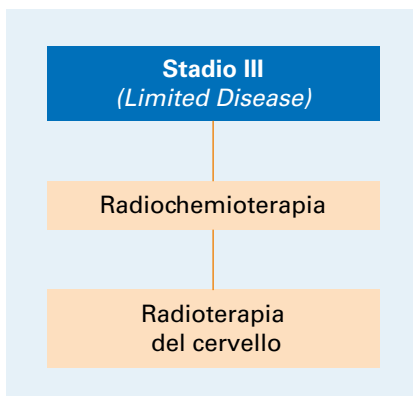 Stadio III
(Limited Disease)
Radiochemioterapia
Radioterapia
del cervello